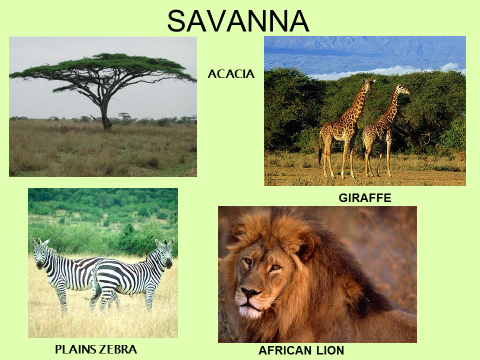 SAVANNA
ACACIA
GIRAFFE
PLAINS ZEBRA
AFRICAN LION